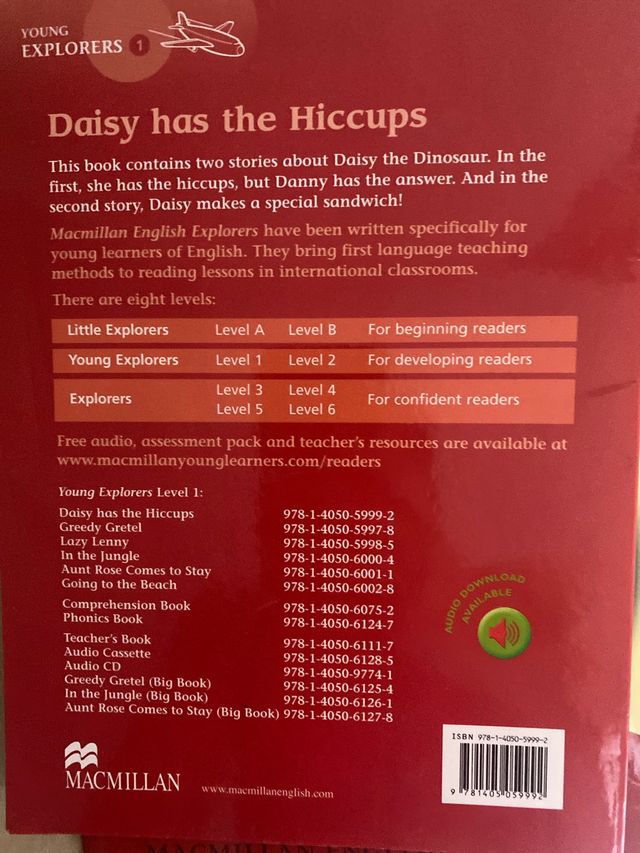 YOUNG
EXPLORERS 1
Daisy has the Hiccups
This book contains two stories about Daisy the Dinosaur. In the
first, she has the hiccups, but Danny has the answer. And in the
second story, Daisy makes a special sandwich!
Macmillan English Explorers have been written specifically for
young learners of English. They bring first language teaching
methods to reading lessons in international classrooms.
There are eight levels:
Little Explorers Level A Level B For beginning readers
Young Explorers Level 1 Level 2 For developing readers
Explorers Level 3 Level 4 For confident readers
Level 5 Level 6
Free audio, assessment pack and teacher's resources are available at
www.macmillanyounglearners.com/readers
Young Explorers Level 1:
Daisy has the Hiccups 978-1-4050-5999-2
Greedy Gretel 978-1-4050-5997-8
Lazy Lenny 978-1-4050-5998-5
In the Jungle 978-1-4050-6000-4
Aunt Rose Comes to Stay 978-1-4050-6001-1
Going to the Beach 978-1-4050-6002-8
Comprehension Book 978-1-4050-6075-2
Phonics Book 978-1-4050-6124-7
Teacher's Book 978-1-4050-6111-7
Audio Cassette 978-1-4050-6128-5
Audio CD 978-1-4050-9774-1
Greedy Gretel (Big Book) 978-1-4050-6125-4
In the Jungle (Big Book) 978-1-4050-6126-1
Aunt Rose Comes to Stay (Big Book) 978-1-4050-6127-8
AUDIO DOWNLOAD
AVAILABLE
ISBN 978-1-4050-5999-2
9 781405 059992
MACMILLAN
www.macmillanenglish.com